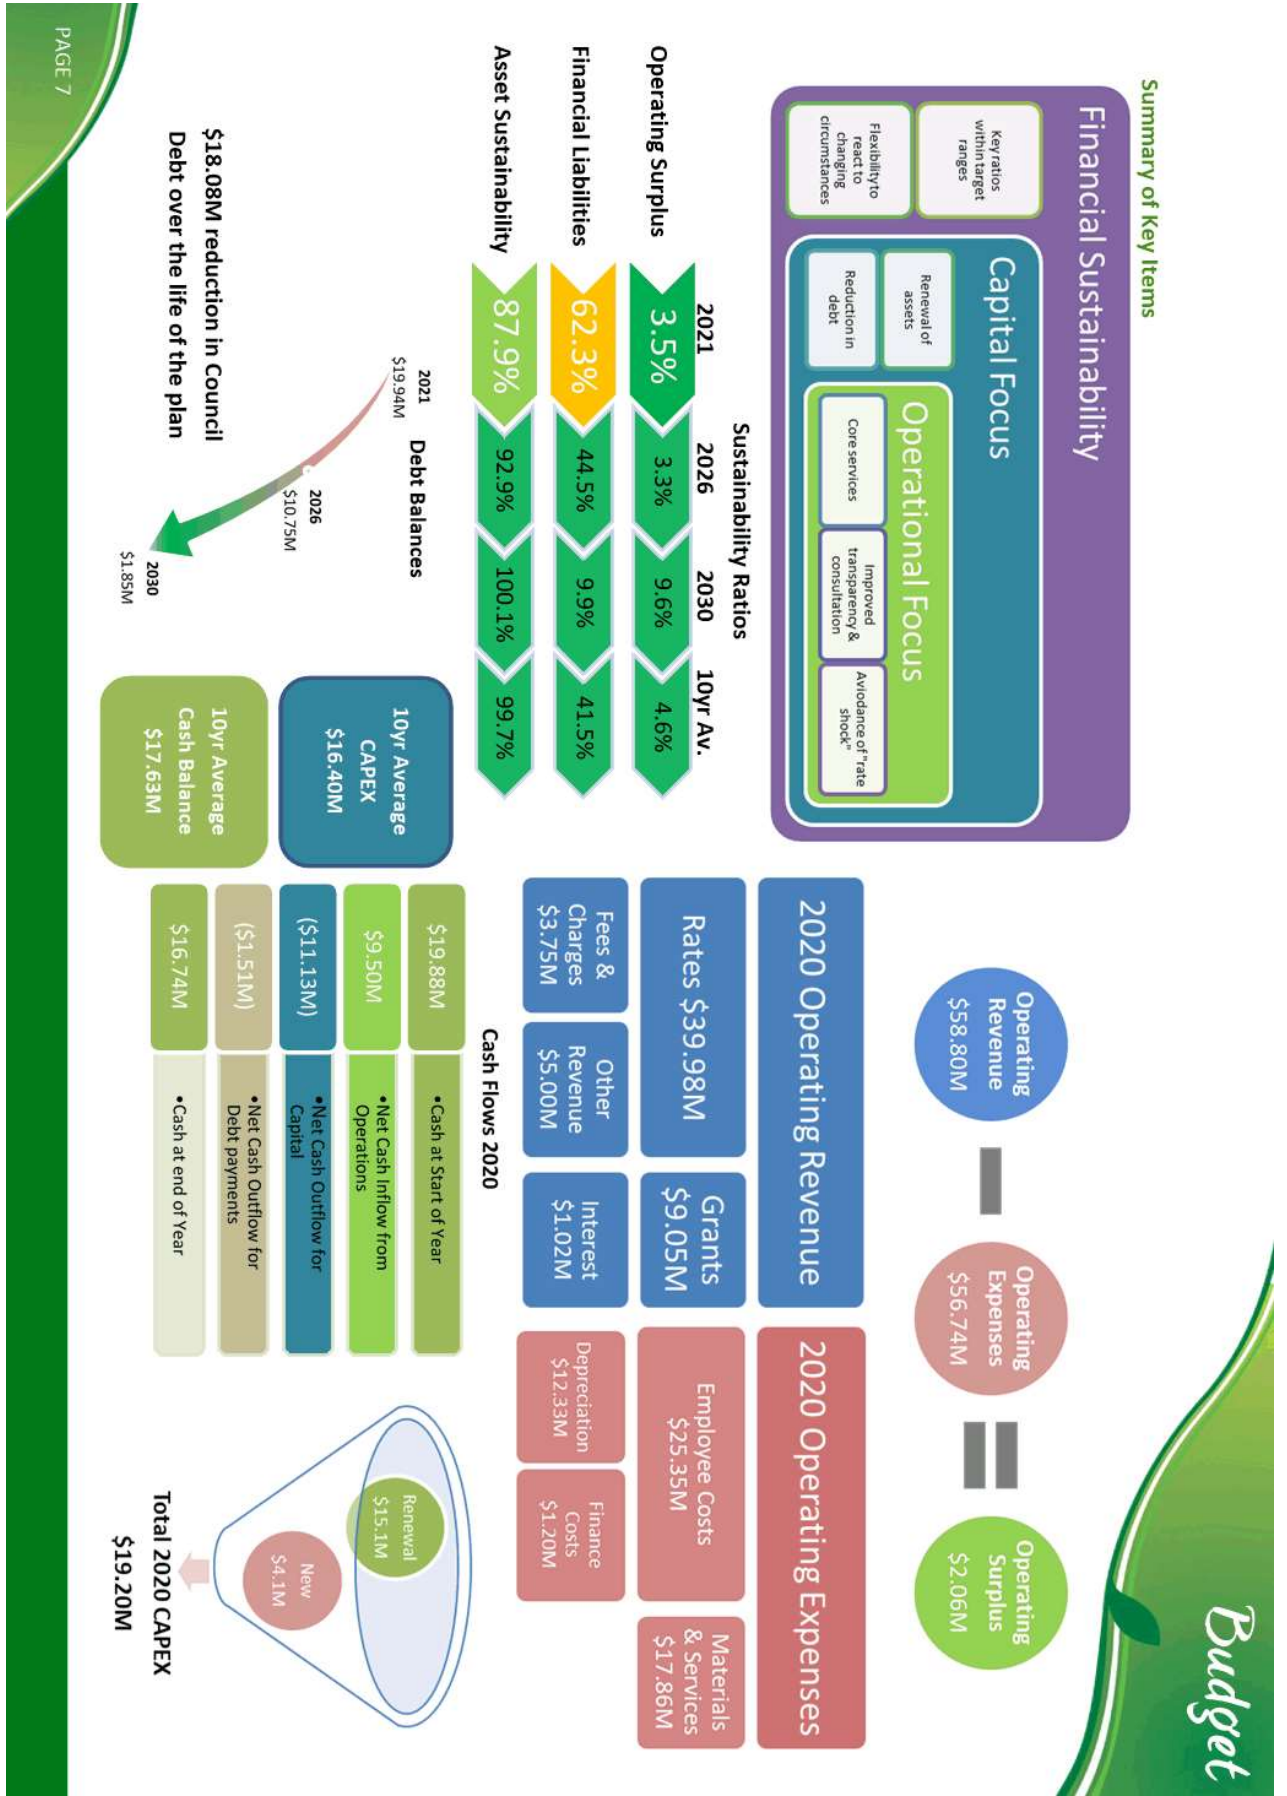 Budget
Summary of Key Items
Financial Sustainability
Key ratios
within target
ranges
Flexibility to
react to
changing
circumstances
Capital Focus
Renewal of
assets
Reduction in
debt
Operational Focus
Core services
Improved
transparency &
consultation
Aviodance of "rate
shock"
Operating
Revenue
$58.80M
Operating
Expenses
$56.74M
Operating
Surplus
$2.06M
2020 Operating Revenue
Rates $39.98M
Grants
$9.05M
Fees &
Charges
$3.75M
Other
Revenue
$5.00M
Interest
$1.02M
2020 Operating Expenses
Employee Costs
$25.35M
Materials
& Services
$17.86M
Depreciation
$12.33M
Finance
Costs
$1.20M
Sustainability Ratios
2021 2026 2030 10yr Av.
Operating Surplus 3.5% 3.3% 9.6% 4.6%
Financial Liabilities 62.3% 44.5% 9.9% 41.5%
Asset Sustainability 87.9% 92.9% 100.1% 99.7%
Debt Balances
2021
$19.94M
2026
$10.75M
2030
$1.85M
$18.08M reduction in Council
Debt over the life of the plan
10yr Average
CAPEX
$16.40M
10yr Average
Cash Balance
$17.63M
Cash Flows 2020
$19.88M •Cash at Start of Year
$9.50M •Net Cash Inflow from
Operations
($11.13M) •Net Cash Outflow for
Capital
($1.51M) •Net Cash Outflow for
Debt payments
$16.74M •Cash at end of Year
Renewal
$15.1M
New
$4.1M
Total 2020 CAPEX
$19.20M
PAGE 7